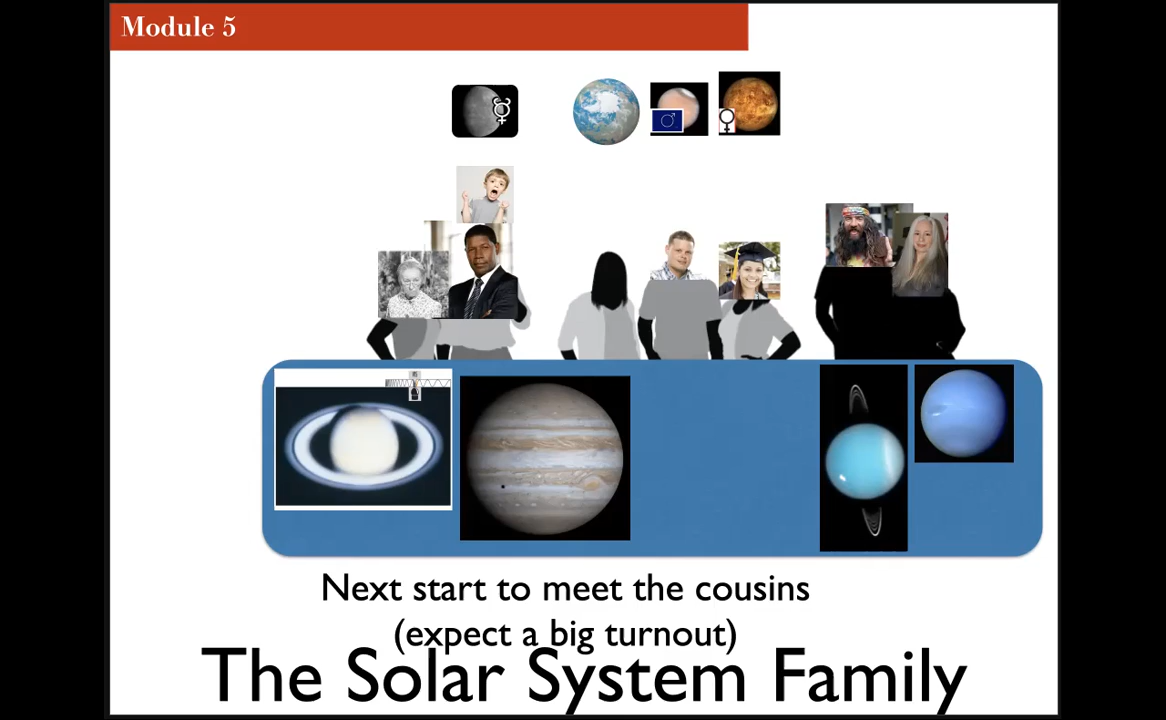 Module 5
Next start to meet the cousins
(expect a big turnout)
The Solar System Family